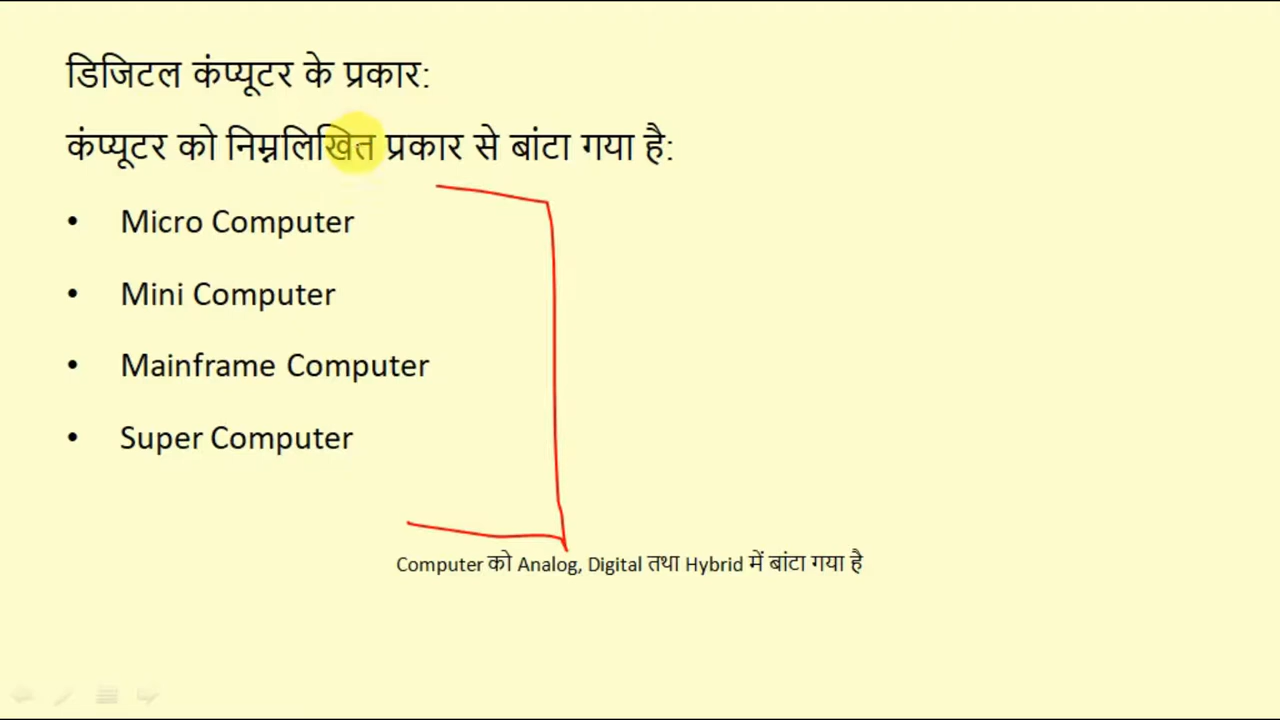 डिजिटल कंप्यूटर के प्रकार:
कंप्यूटर को निम्नलिखित प्रकार से बांटा गया है:
• Micro Computer
• Mini Computer
• Mainframe Computer
• Super Computer
Computer को Analog, Digital तथा Hybrid में बांटा गया है